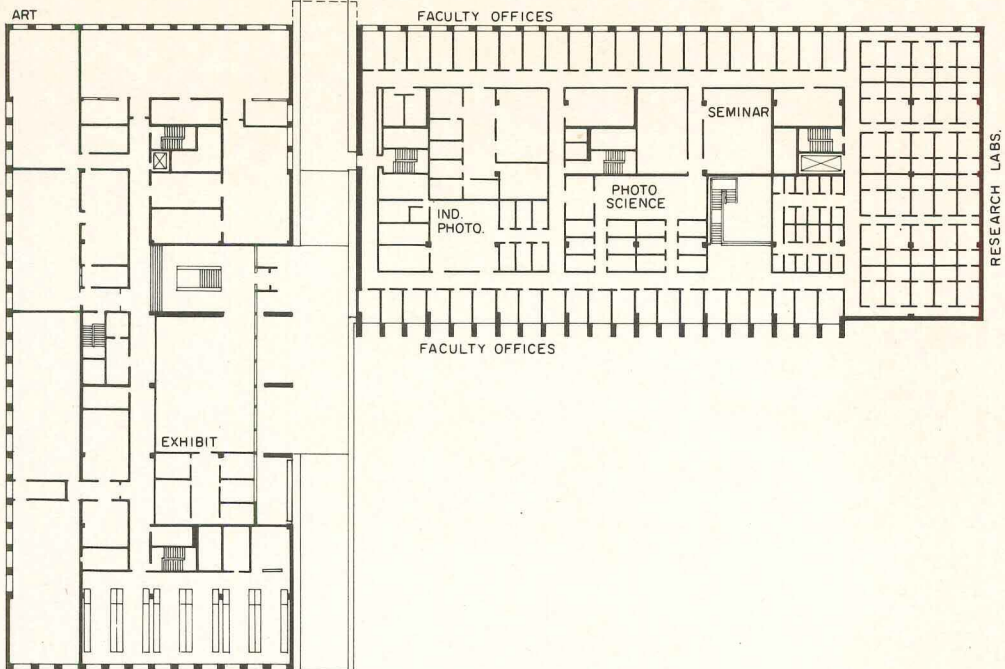 ART
FACULTY OFFICES
SEMINAR
RESEARCH LABS.
PHOTO
SCIENCE
IND.
PHOTO.
FACULTY OFFICES
EXHIBIT